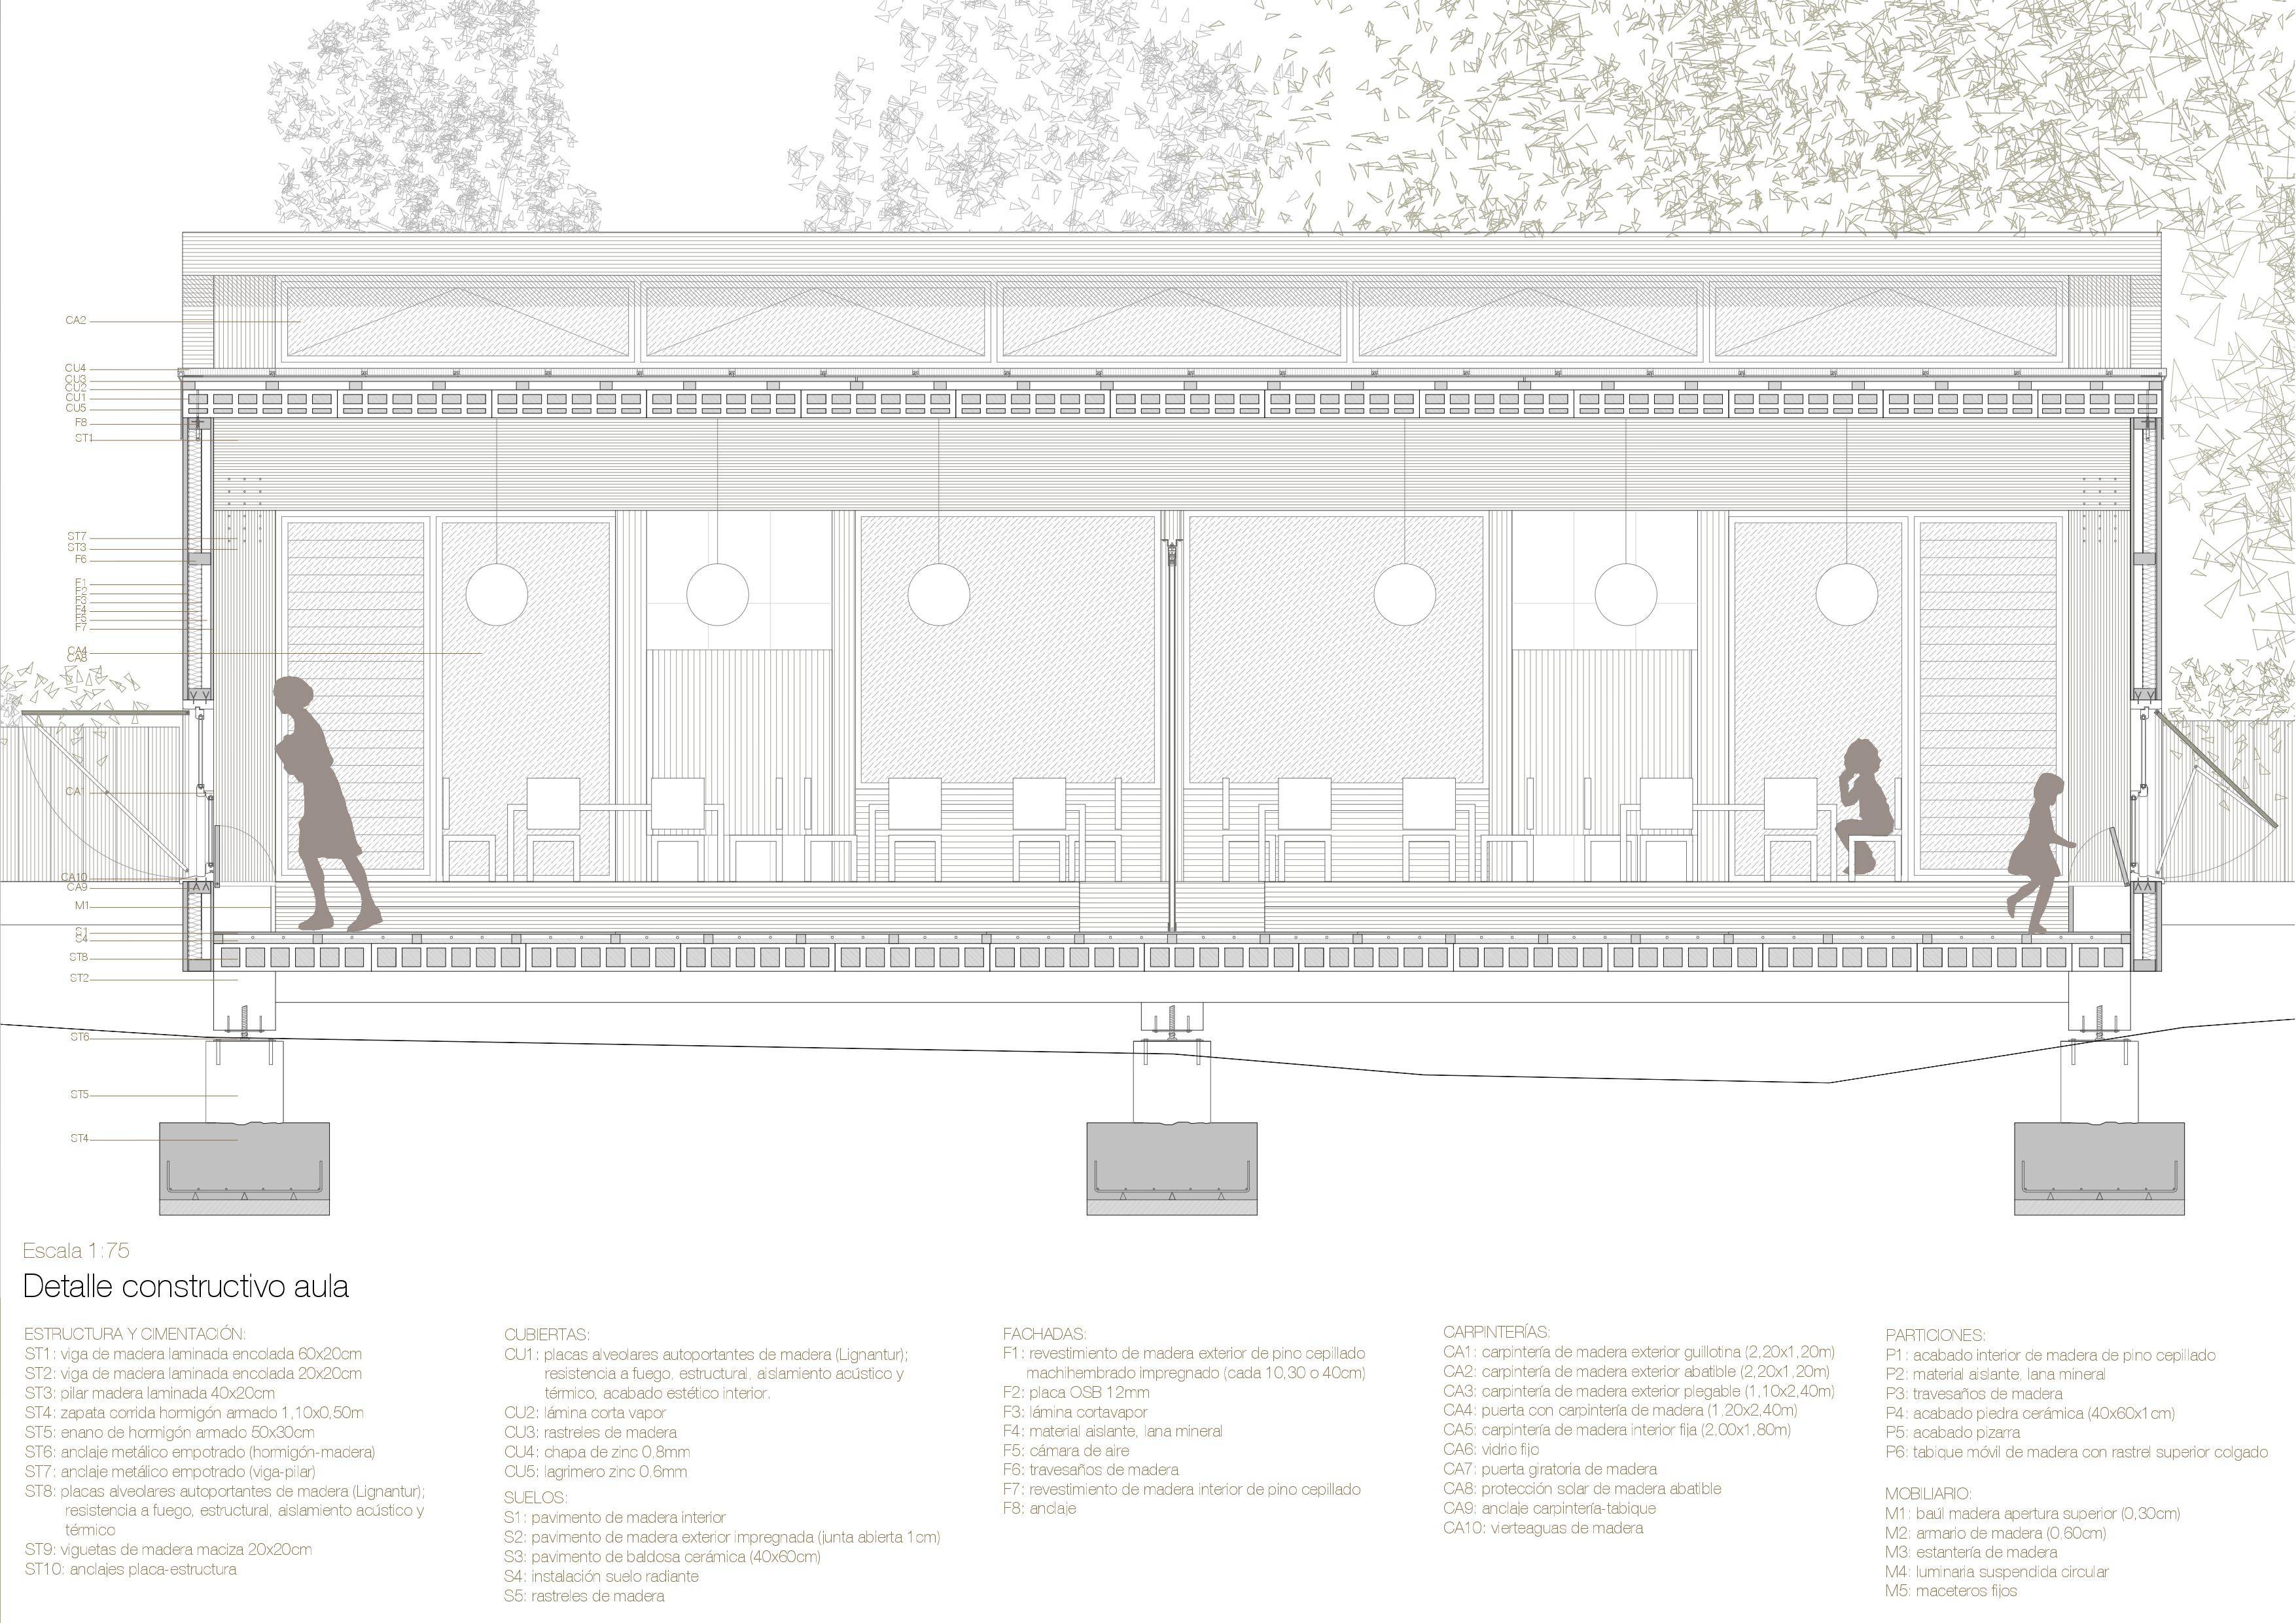 CA2
CU4
CU3
CU2
CU1
CU5
F8
ST1
ST7
ST3
F6
F1
F2
F3
F4
F5
F7
CA4
CA8
CA1
CA10
CA9
M1
S1
S4
ST8
ST2
ST6
ST5
ST4
Escala 1:75
Detalle constructivo aula
ESTRUCTURA Y CIMENTACIÓN:
ST1: viga de madera laminada encolada 60x20cm
ST2: viga de madera laminada encolada 20x20cm
ST3: pilar madera laminada 40x20cm
ST4: zapata corrida hormigón armado 1,10x0,50m
ST5: enano de hormigón armado 50x30cm
ST6: anclaje metálico empotrado (hormigón-madera)
ST7: anclaje metálico empotrado (viga-pilar)
ST8: placas alveolares autoportantes de madera (Lignantur);
resistencia a fuego, estructural, aislamiento acústico y
térmico
ST9: viguetas de madera maciza 20x20cm
ST10: anclajes placa-estructura
CUBIERTAS:
CU1: placas alveolares autoportantes de madera (Lignantur);
resistencia a fuego, estructural, aislamiento acústico y
térmico, acabado estético interior.
CU2: lámina corta vapor
CU3: rastreles de madera
CU4: chapa de zinc 0,8mm
CU5: lagrimero zinc 0,6mm
SUELOS:
S1: pavimento de madera interior
S2: pavimento de madera exterior impregnada (junta abierta 1cm)
S3: pavimento de baldosa cerámica (40x60cm)
S4: instalación suelo radiante
S5: rastreles de madera
FACHADAS:
F1: revestimiento de madera exterior de pino cepillado
machihembrado impregnado (cada 10,30 o 40cm)
F2: placa OSB 12mm
F3: lámina cortavapor
F4: material aislante, lana mineral
F5: cámara de aire
F6: travesaños de madera
F7: revestimiento de madera interior de pino cepillado
F8: anclaje
CARPINTERÍAS:
CA1: carpintería de madera exterior guillotina (2,20x1,20m)
CA2: carpintería de madera exterior abatible (2,20x1,20m)
CA3: carpintería de madera exterior plegable (1,10x2,40m)
CA4: puerta con carpintería de madera (1,20x2,40m)
CA5: carpintería de madera interior fija (2,00x1,80m)
CA6: vidrio fijo
CA7: puerta giratoria de madera
CA8: protección solar de madera abatible
CA9: anclaje carpintería-tabique
CA10: vierteaguas de madera
PARTICIONES:
P1: acabado interior de madera de pino cepillado
P2: material aislante, lana mineral
P3: travesaños de madera
P4: acabado piedra cerámica (40x60x1cm)
P5: acabado pizarra
P6: tabique móvil de madera con rastrel superior colgado
MOBILIARIO:
M1: baúl madera apertura superior (0,30cm)
M2: armario de madera (0,60cm)
M3: estantería de madera
M4: luminaria suspendida circular
M5: maceteros fijos